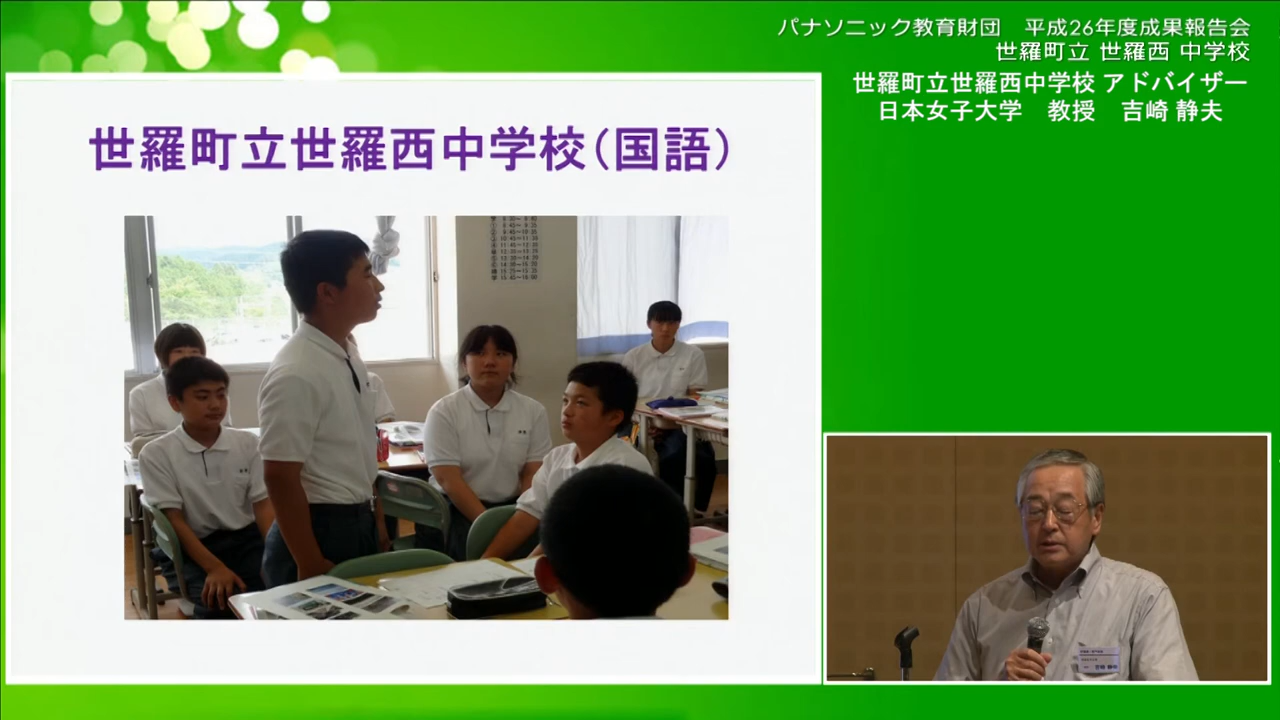 パナソニック教育財団　平成26年度成果報告会
世羅町立 世羅西 中学校
世羅町立世羅西中学校 アドバイザー
日本女子大学　教授　吉崎 静夫
世羅町立世羅西中学校（国語）